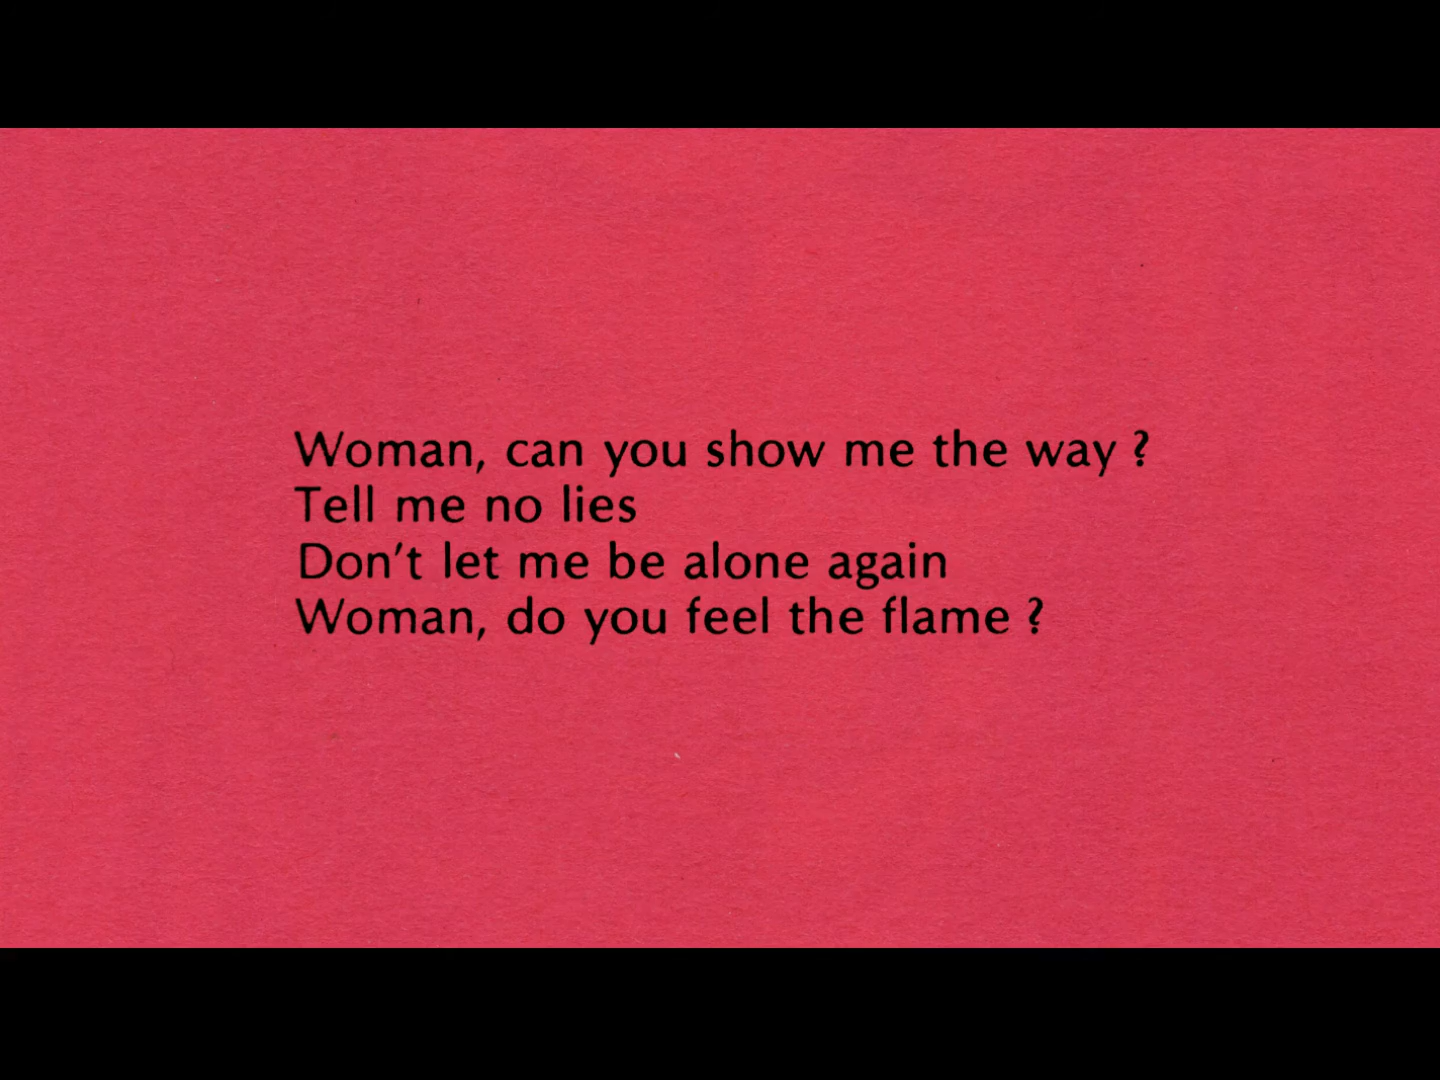 Woman, can you show me the way ?
Tell me no lies
Don't let me be alone again
Woman, do you feel the flame ?